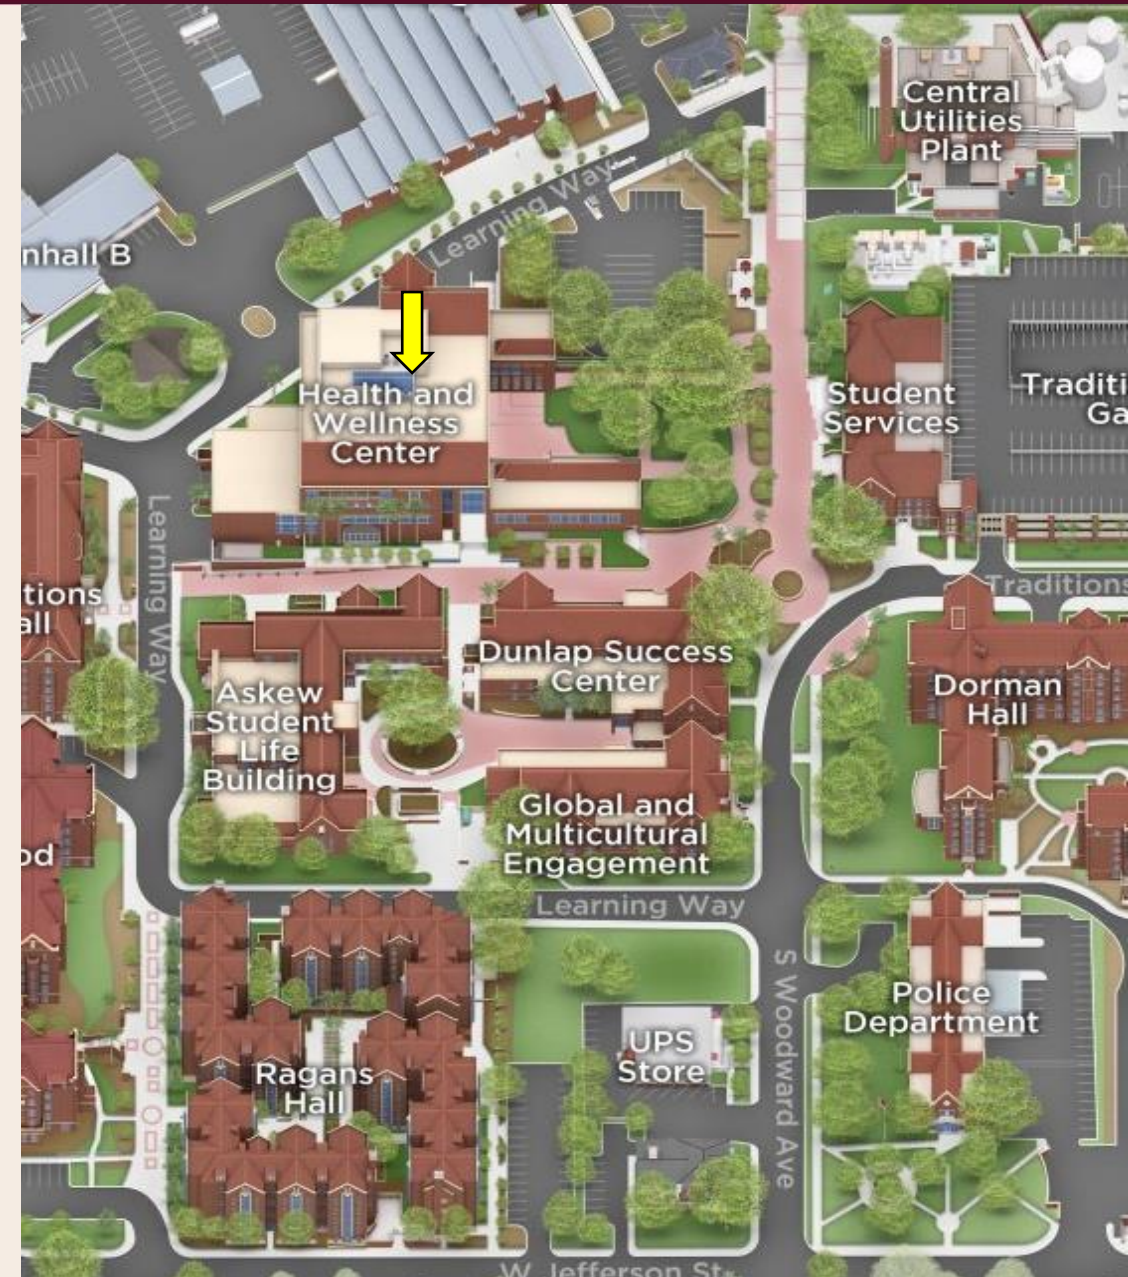 Central
Utilities
Plant
Learning Way
nhall B
Health and
Wellness
Center
Student
Services
Traditi
Ga
Learning Way
tions
all
Traditions
Dunlap Success
Center
Askew
Student
Life
Building
Dorman
Hall
Global and
Multicultural
Engagement
od
Learning Way
S Woodward Ave
Police
Department
UPS
Store
Ragans
Hall
W Jefferson St